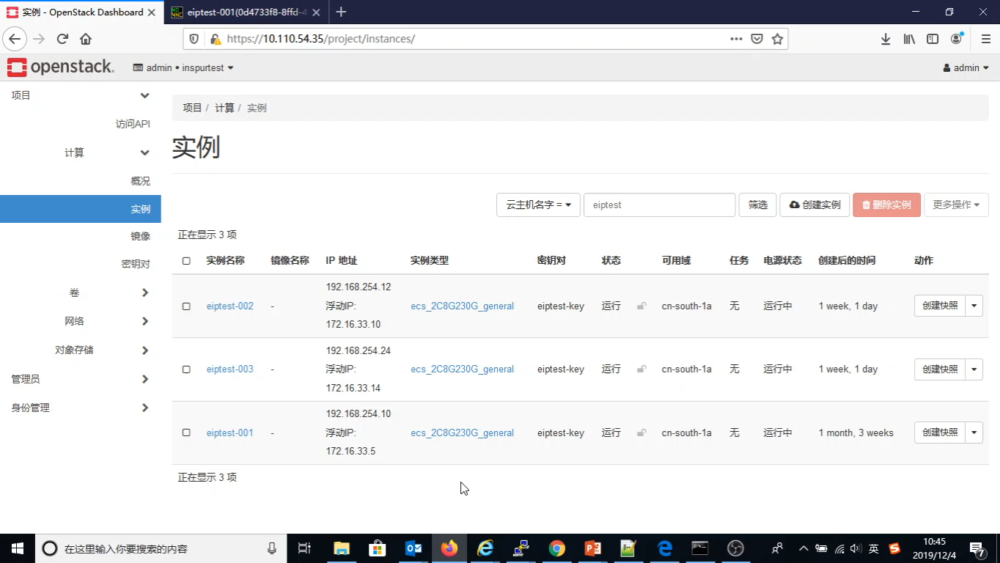 实例 - OpenStack Dashboard
eiptest-001(0d4733f8-8ffd-4
https://10.110.54.35/project/instances/
openstack.
admin • inspurtest
admin
项目
访问API
计算
概况
实例
镜像
密钥对
卷
网络
对象存储
管理员
身份管理
项目 / 计算 / 实例
实例
云主机名字 =
eiptest
筛选
创建实例
删除实例
更多操作
正在显示 3 项
实例名称 镜像名称 IP 地址 实例类型 密钥对 状态 可用域 任务 电源状态 创建后的时间 动作
192.168.254.12
eiptest-002 - 浮动IP: ecs_2C8G230G_general eiptest-key 运行 cn-south-1a 无 运行中 1 week, 1 day 创建快照
172.16.33.10
192.168.254.24
eiptest-003 - 浮动IP: ecs_2C8G230G_general eiptest-key 运行 cn-south-1a 无 运行中 1 week, 1 day 创建快照
172.16.33.14
192.168.254.10
eiptest-001 - 浮动IP: ecs_2C8G230G_general eiptest-key 运行 cn-south-1a 无 运行中 1 month, 3 weeks 创建快照
172.16.33.5
正在显示 3 项
在这里输入你要搜索的内容
英
10:45
2019/12/4
7